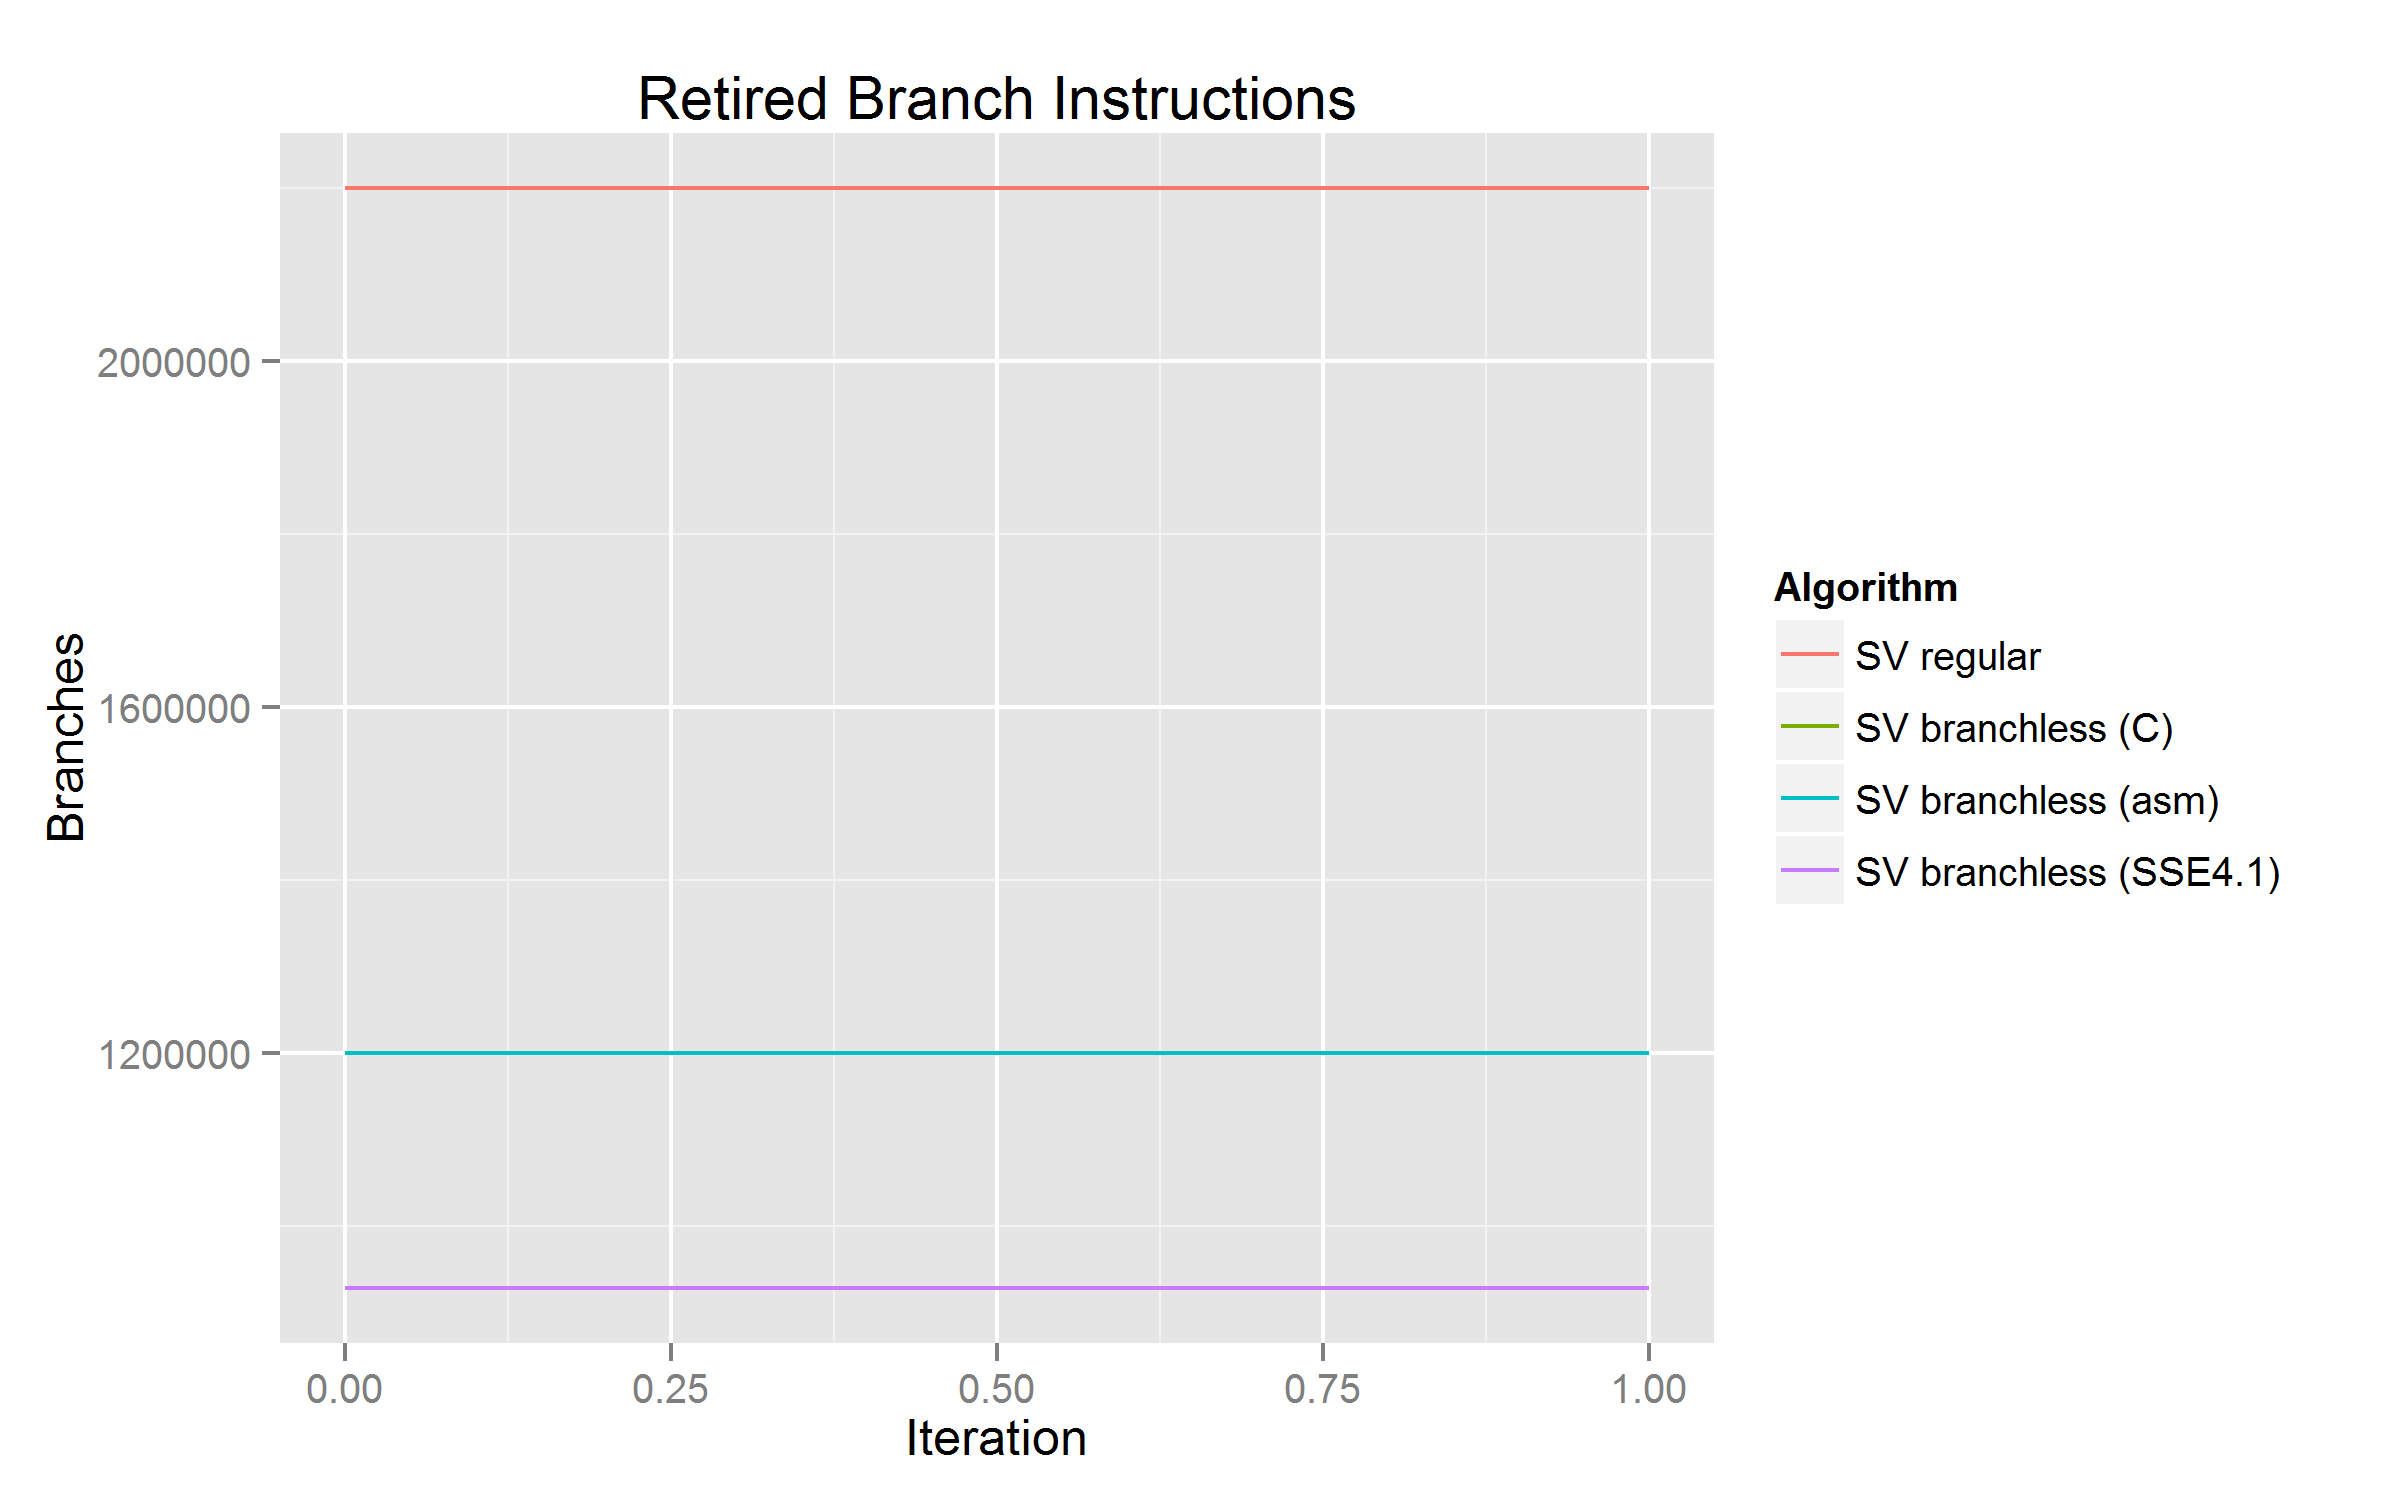 Retired Branch Instructions
Branches
2000000
1600000
1200000
0.00 0.25 0.50 0.75 1.00
Iteration
Algorithm
SV regular
SV branchless (C)
SV branchless (asm)
SV branchless (SSE4.1)